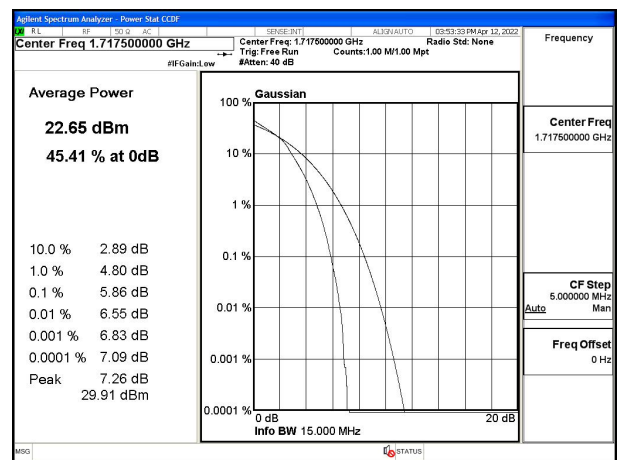 Agilent Spectrum Analyzer - Power Stat CCDF
RL RF 50 Ω AC SENSE:INT ALIGN AUTO 03:53:33 PM Apr 12, 2022
Center Freq 1.717500000 GHz
Center Freq: 1.717500000 GHz Radio Std: None
Trig: Free Run Counts:1.00 M/1.00 Mpt
#IFGain:Low #Atten: 40 dB
Average Power
22.65 dBm
45.41 % at 0dB
10.0 % 2.89 dB
1.0 % 4.80 dB
0.1 % 5.86 dB
0.01 % 6.55 dB
0.001 % 6.83 dB
0.0001 % 7.09 dB
Peak 7.26 dB
29.91 dBm
Gaussian
100 %
10 %
1 %
0.1 %
0.01 %
0.001 %
0.0001 %
0 dB 20 dB
Info BW 15.000 MHz
Frequency
Center Freq
1.717500000 GHz
CF Step
5.000000 MHz
Auto Man
Freq Offset
0 Hz
MSG STATUS